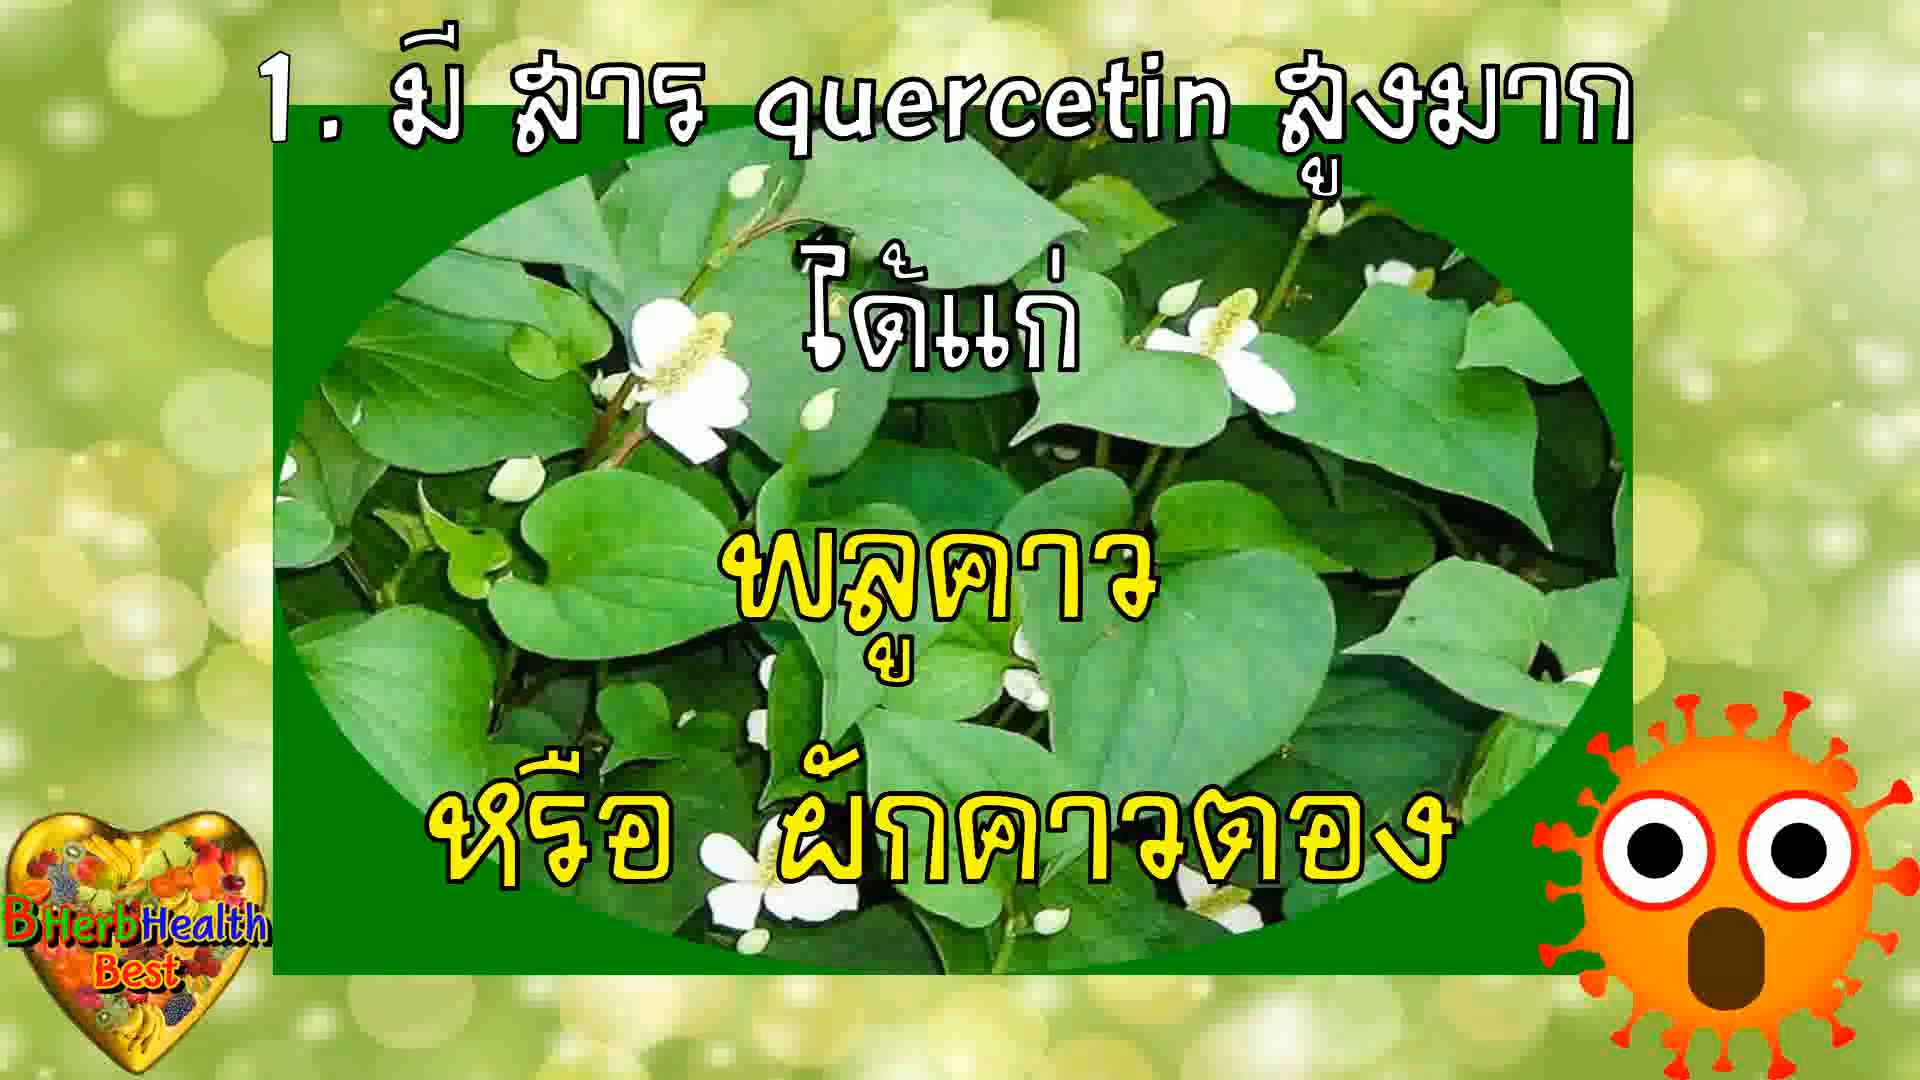 1. มี สาร quercetin สูงมาก
ได้แก่
พลูคาว
หรือ ผักคาวตอง
BHerbHealth
Best